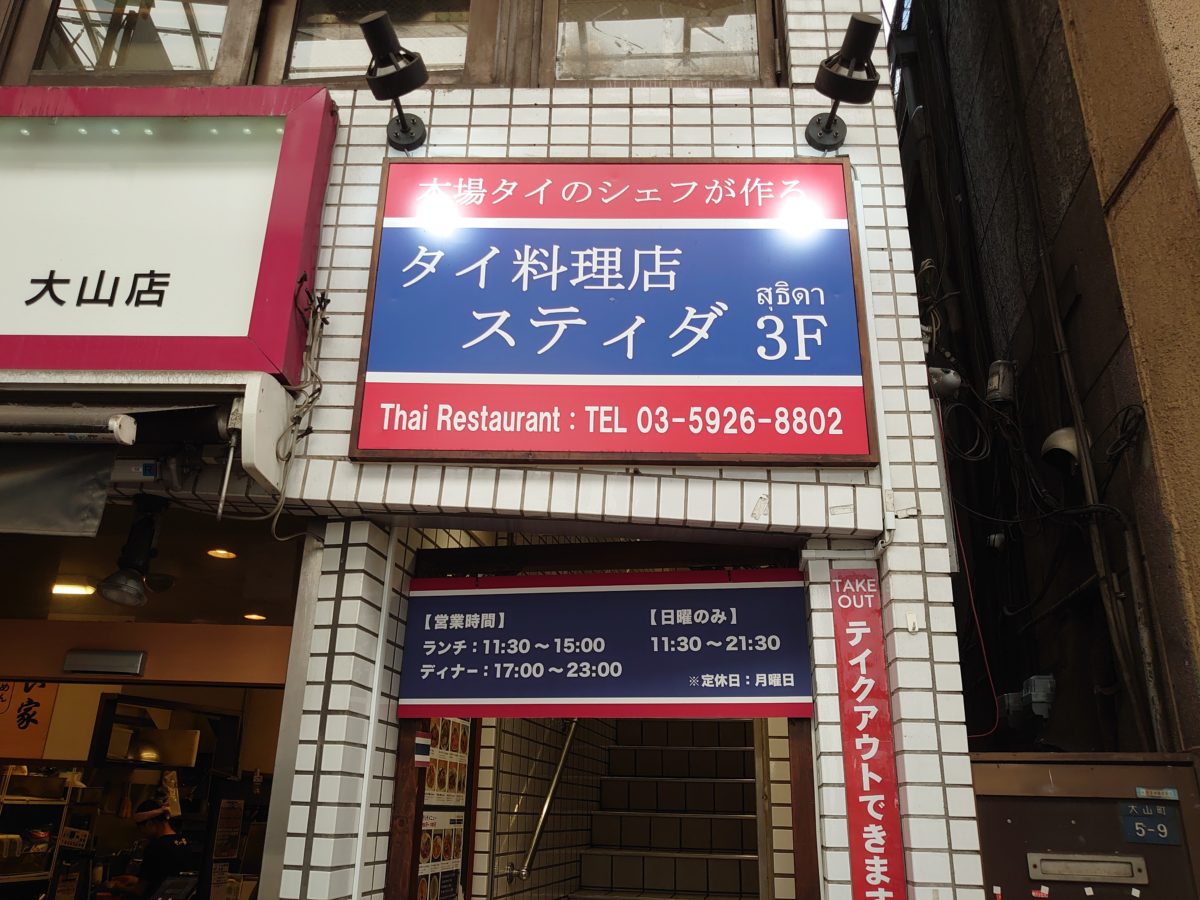 本場タイのシェフが作る
タイ料理店
スティダ
สุธิดา
3F
Thai Restaurant : TEL 03-5926-8802
大山店
【営業時間】
ランチ : 11:30 ～ 15:00
ディナー : 17:00 ～ 23:00
【日曜のみ】
11:30 ～ 21:30
※定休日 : 月曜日
TAKE
OUT
テイクアウトできま
い家
めん
大山町
5-9